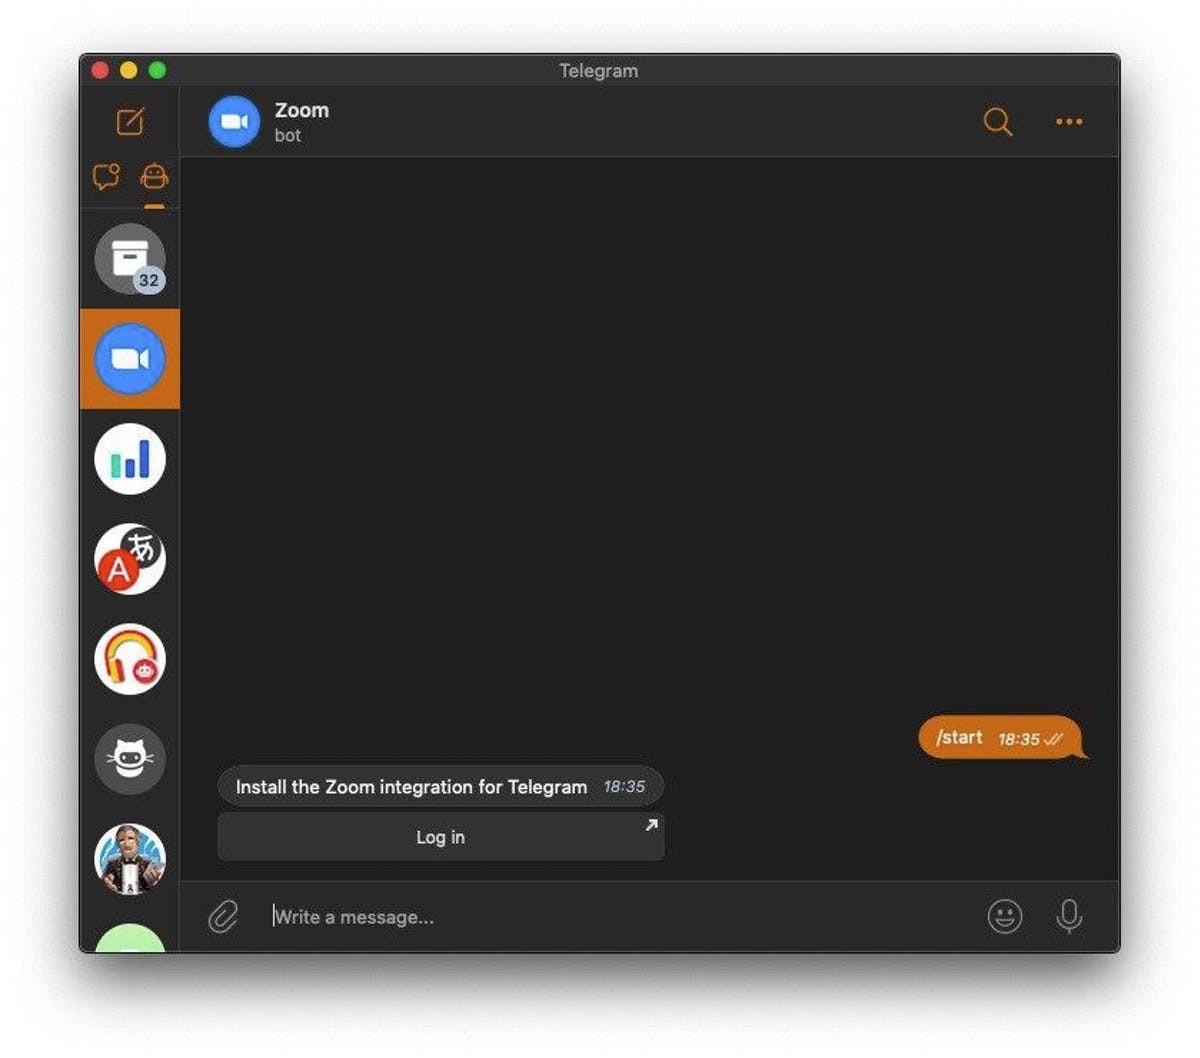 Telegram
Zoom
bot
32
あ
A
/start 18:35
Install the Zoom integration for Telegram 18:35
Log in
Write a message...